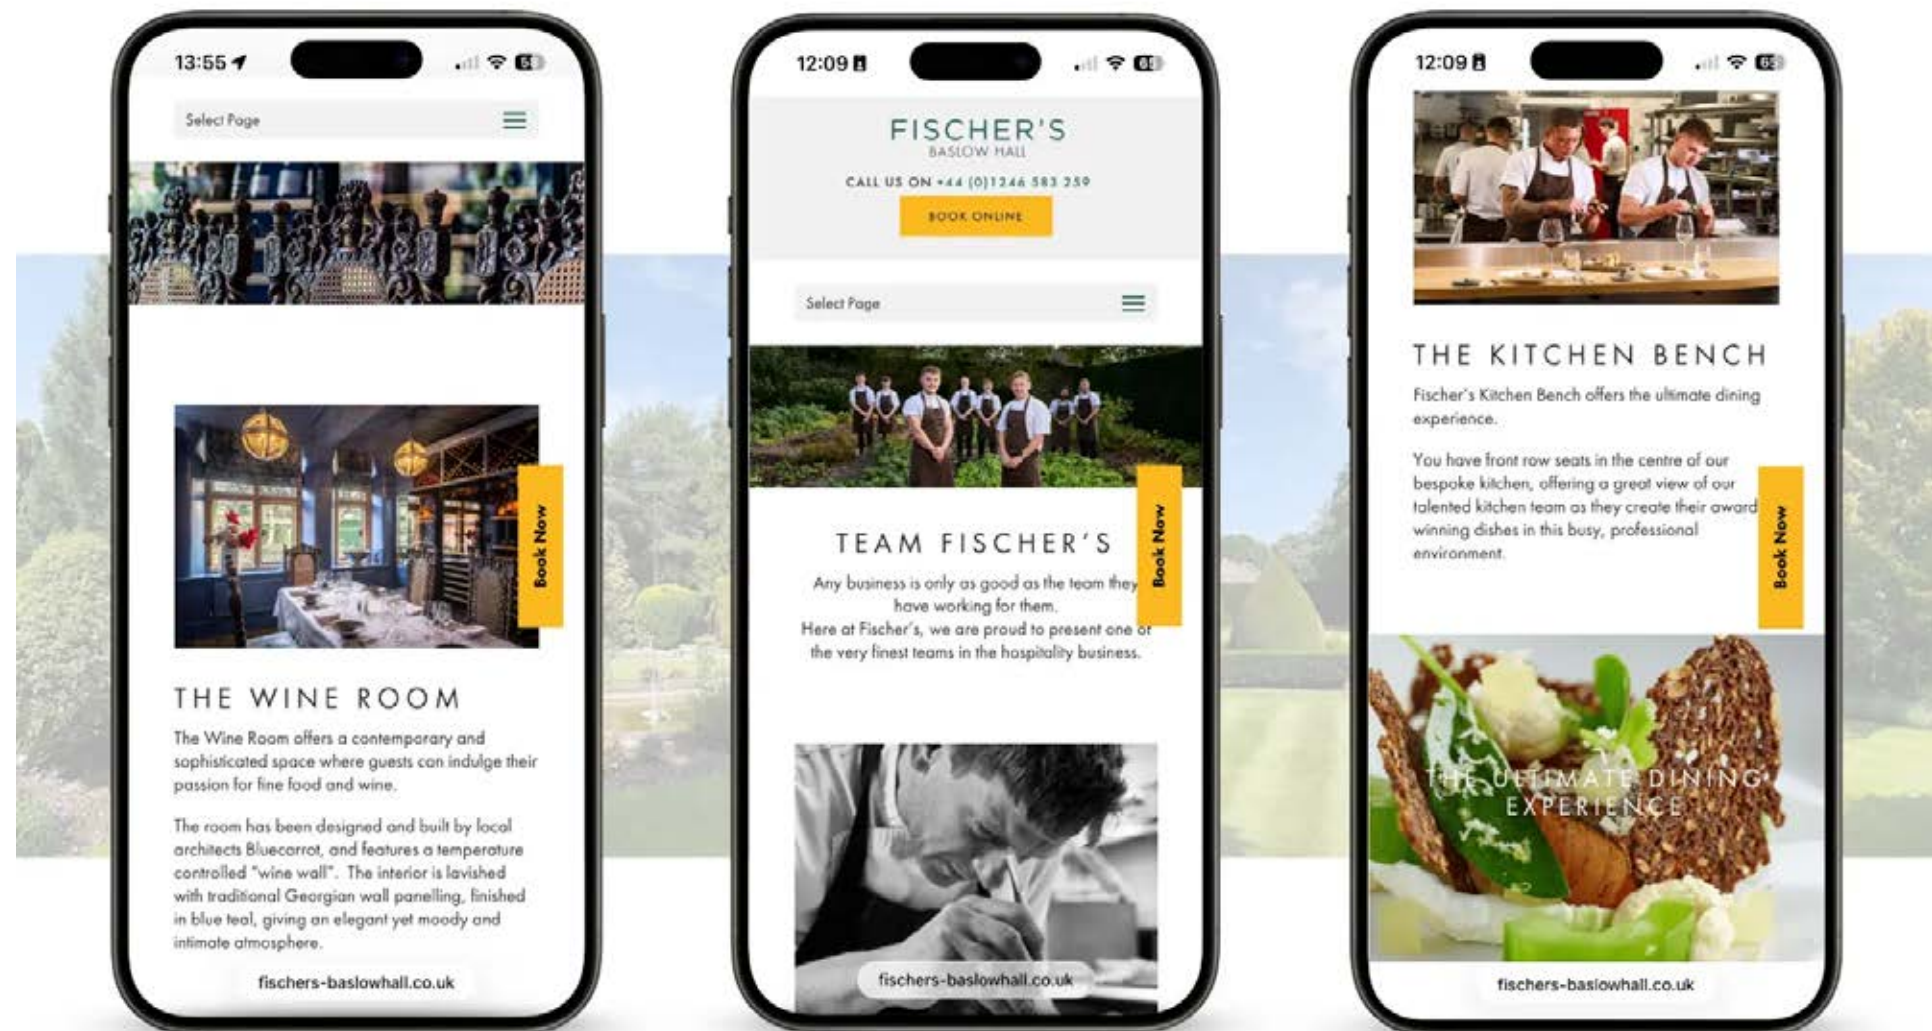 13:55
Select Page
Book Now
THE WINE ROOM
The Wine Room offers a contemporary and
sophisticated space where guests can indulge their
passion for fine food and wine.
The room has been designed and built by local
architects Bluecarrot, and features a temperature
controlled "wine wall". The interior is lavished
with traditional Georgian wall panelling, finished
in blue teal, giving an elegant yet moody and
intimate atmosphere.
fischers-baslowhall.co.uk
12:09
FISCHER'S
BASLOW HALL
CALL US ON +44 (0)1246 583 259
BOOK ONLINE
Select Page
Book Now
TEAM FISCHER'S
Any business is only as good as the team they
have working for them.
Here at Fischer's, we are proud to present one of
the very finest teams in the hospitality business.
fischers-baslowhall.co.uk
12:09
THE KITCHEN BENCH
Fischer's Kitchen Bench offers the ultimate dining
experience.
You have front row seats in the centre of our
bespoke kitchen, offering a great view of our
talented kitchen team as they create their award
winning dishes in this busy, professional
environment.
Book Now
THE ULTIMATE DINING
EXPERIENCE
fischers-baslowhall.co.uk